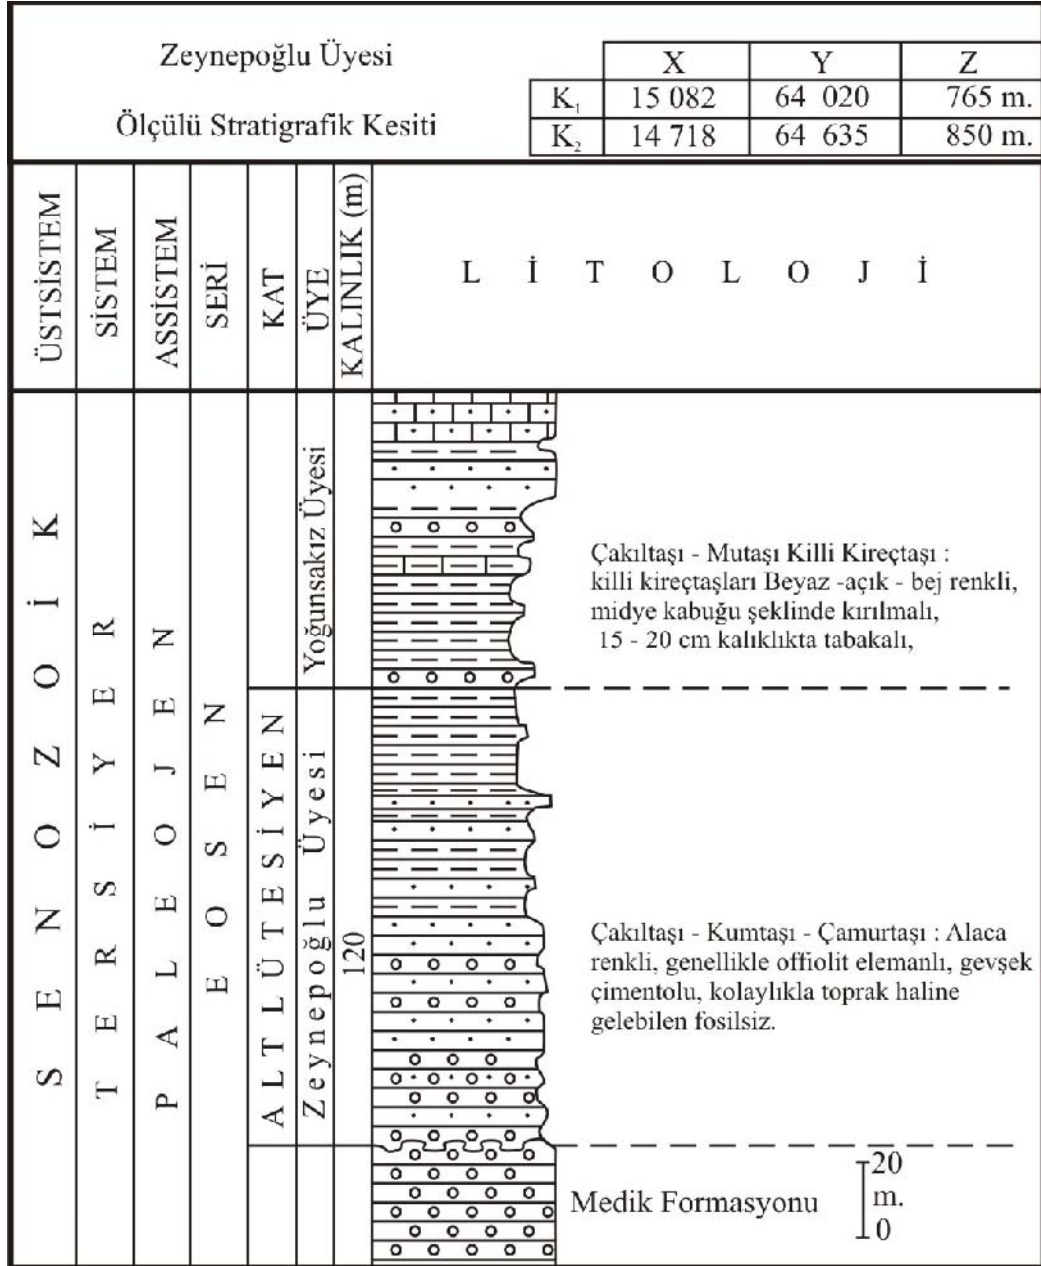 Zeynepoğlu Üyesi
Ölçülü Stratigrafik Kesiti
X Y Z
K₁ 15 082 64 020 765 m.
K₂ 14 718 64 635 850 m.
ÜSTSİSTEM
SİSTEM
ASSİSTEM
SERİ
KAT
ÜYE
KALINLIK (m)
L İ T O L O J İ
S E N O Z O İ K
T E R S İ Y E R
P A L E O J E N
E O S E N
A L T L Ü T E S İ Y E N
Yoğunsakız Üyesi
Zeynepoğlu Üyesi
120
Çakıltaşı - Mutaşı Killi Kireçtaşı :
killi kireçtaşları Beyaz -açık - bej renkli,
midye kabuğu şeklinde kırılmalı,
15 - 20 cm kalıklıkta tabakalı,
Çakıltaşı - Kumtaşı - Çamurtaşı : Alaca
renkli, genellikle offiolit elemanlı, gevşek
çimentolu, kolaylıkla toprak haline
gelebilen fosilsiz.
Medik Formasyonu
20
m.
0